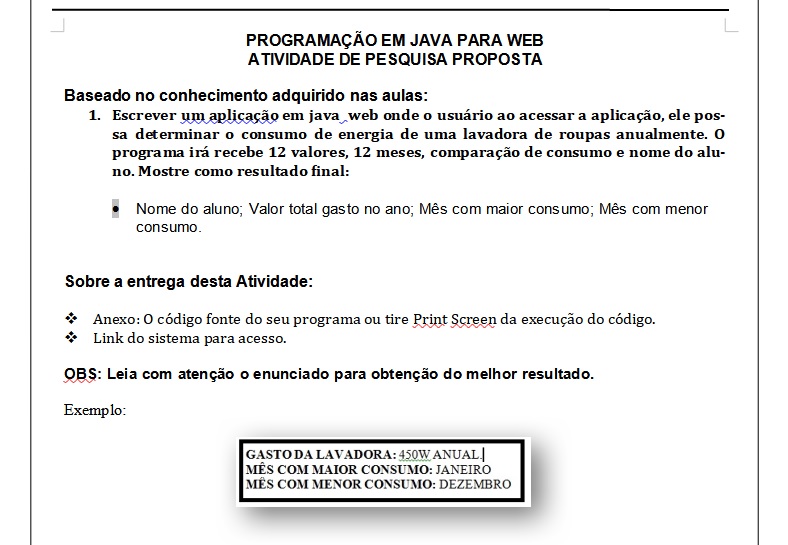 PROGRAMAÇÃO EM JAVA PARA WEB
ATIVIDADE DE PESQUISA PROPOSTA
Baseado no conhecimento adquirido nas aulas:
1. Escrever um aplicação em java web onde o usuário ao acessar a aplicação, ele pos-
sa determinar o consumo de energia de uma lavadora de roupas anualmente. O
programa irá recebe 12 valores, 12 meses, comparação de consumo e nome do alu-
no. Mostre como resultado final:
• Nome do aluno; Valor total gasto no ano; Mês com maior consumo; Mês com menor
consumo.
Sobre a entrega desta Atividade:
❖ Anexo: O código fonte do seu programa ou tire Print Screen da execução do código.
❖ Link do sistema para acesso.
OBS: Leia com atenção o enunciado para obtenção do melhor resultado.
Exemplo:
GASTO DA LAVADORA: 450W ANUAL.
MÊS COM MAIOR CONSUMO: JANEIRO
MÊS COM MENOR CONSUMO: DEZEMBRO